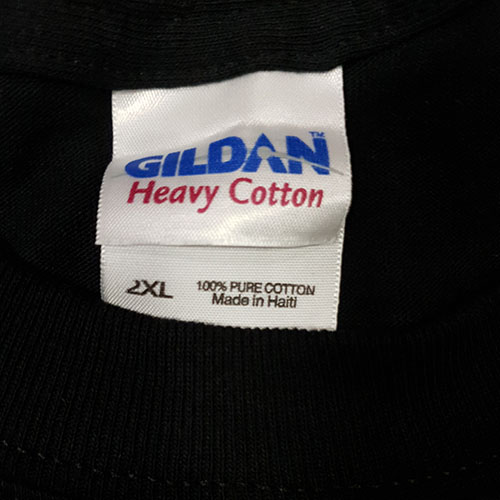 GILDAN™
Heavy Cotton
2XL
100% PURE COTTON
Made in Haiti